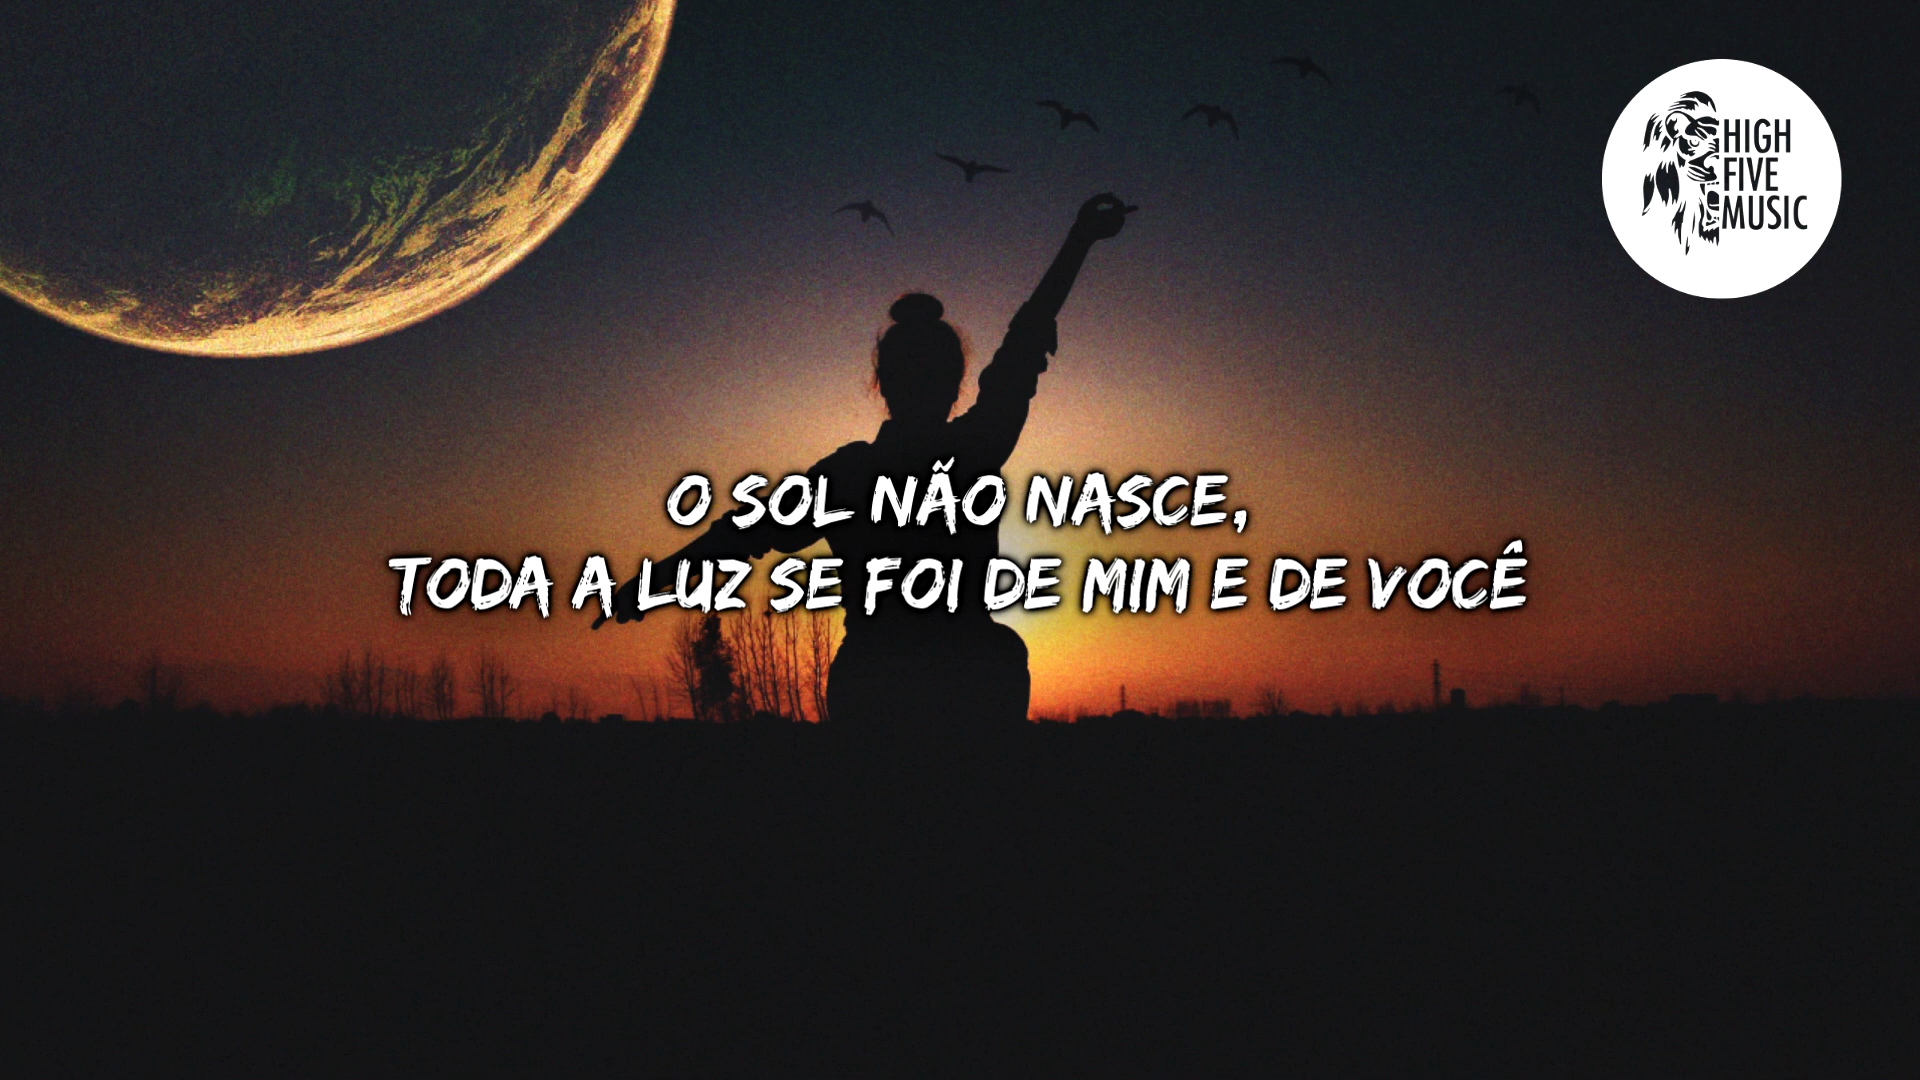 HIGH
FIVE
MUSIC
O SOL NÃO NASCE,
TODA A LUZ SE FOI DE MIM E DE VOCÊ